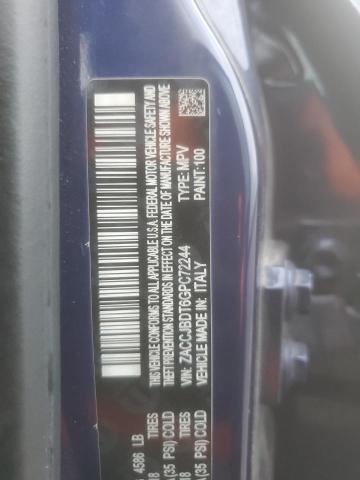 THIS VEHICLE CONFORMS TO ALL APPLICABLE U.S.A. FEDERAL MOTOR VEHICLE SAFETY AND
THEFT PREVENTION STANDARDS IN EFFECT ON THE DATE OF MANUFACTURE SHOWN ABOVE
VIN: ZACCJBDT6GPC72244 TYPE: MPV
VEHICLE MADE IN: ITALY PAINT: 100
4586 LB
TIRES
18
(35 PSI) COLD
TIRES
18
(35 PSI) COLD